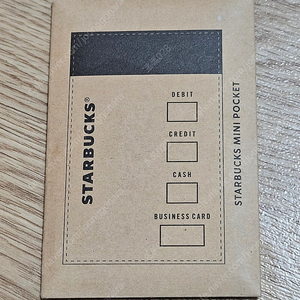 DEBIT
CREDIT
CASH
BUSINESS CARD
STARBUCKS®
STARBUCKS MINI POCKET